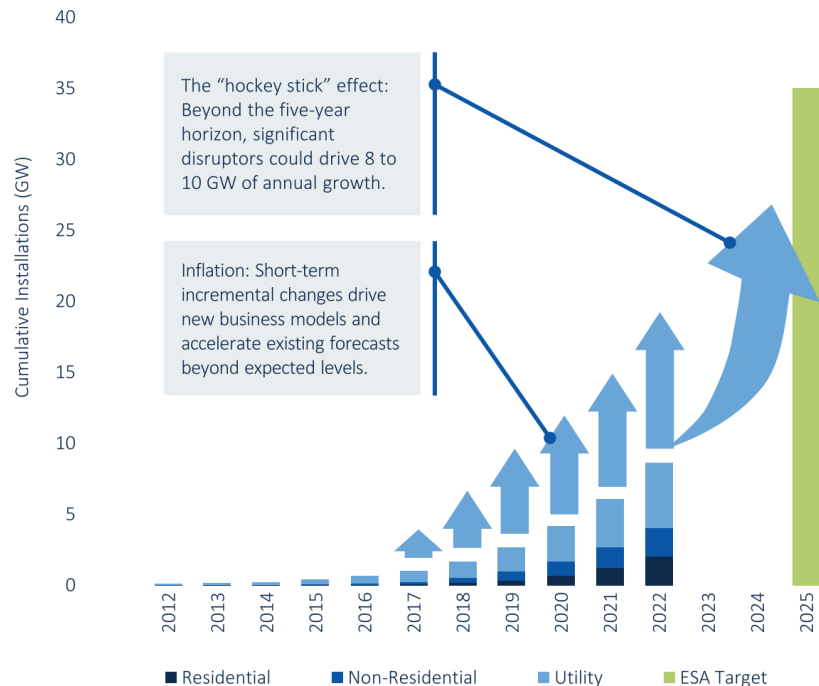 40
35
30
25
20
15
10
5
0
Cumulative Installations (GW)
The “hockey stick” effect:
Beyond the five-year
horizon, significant
disruptors could drive 8 to
10 GW of annual growth.
Inflation: Short-term
incremental changes drive
new business models and
accelerate existing forecasts
beyond expected levels.
2012
2013
2014
2015
2016
2017
2018
2019
2020
2021
2022
2023
2024
2025
Residential
Non-Residential
Utility
ESA Target